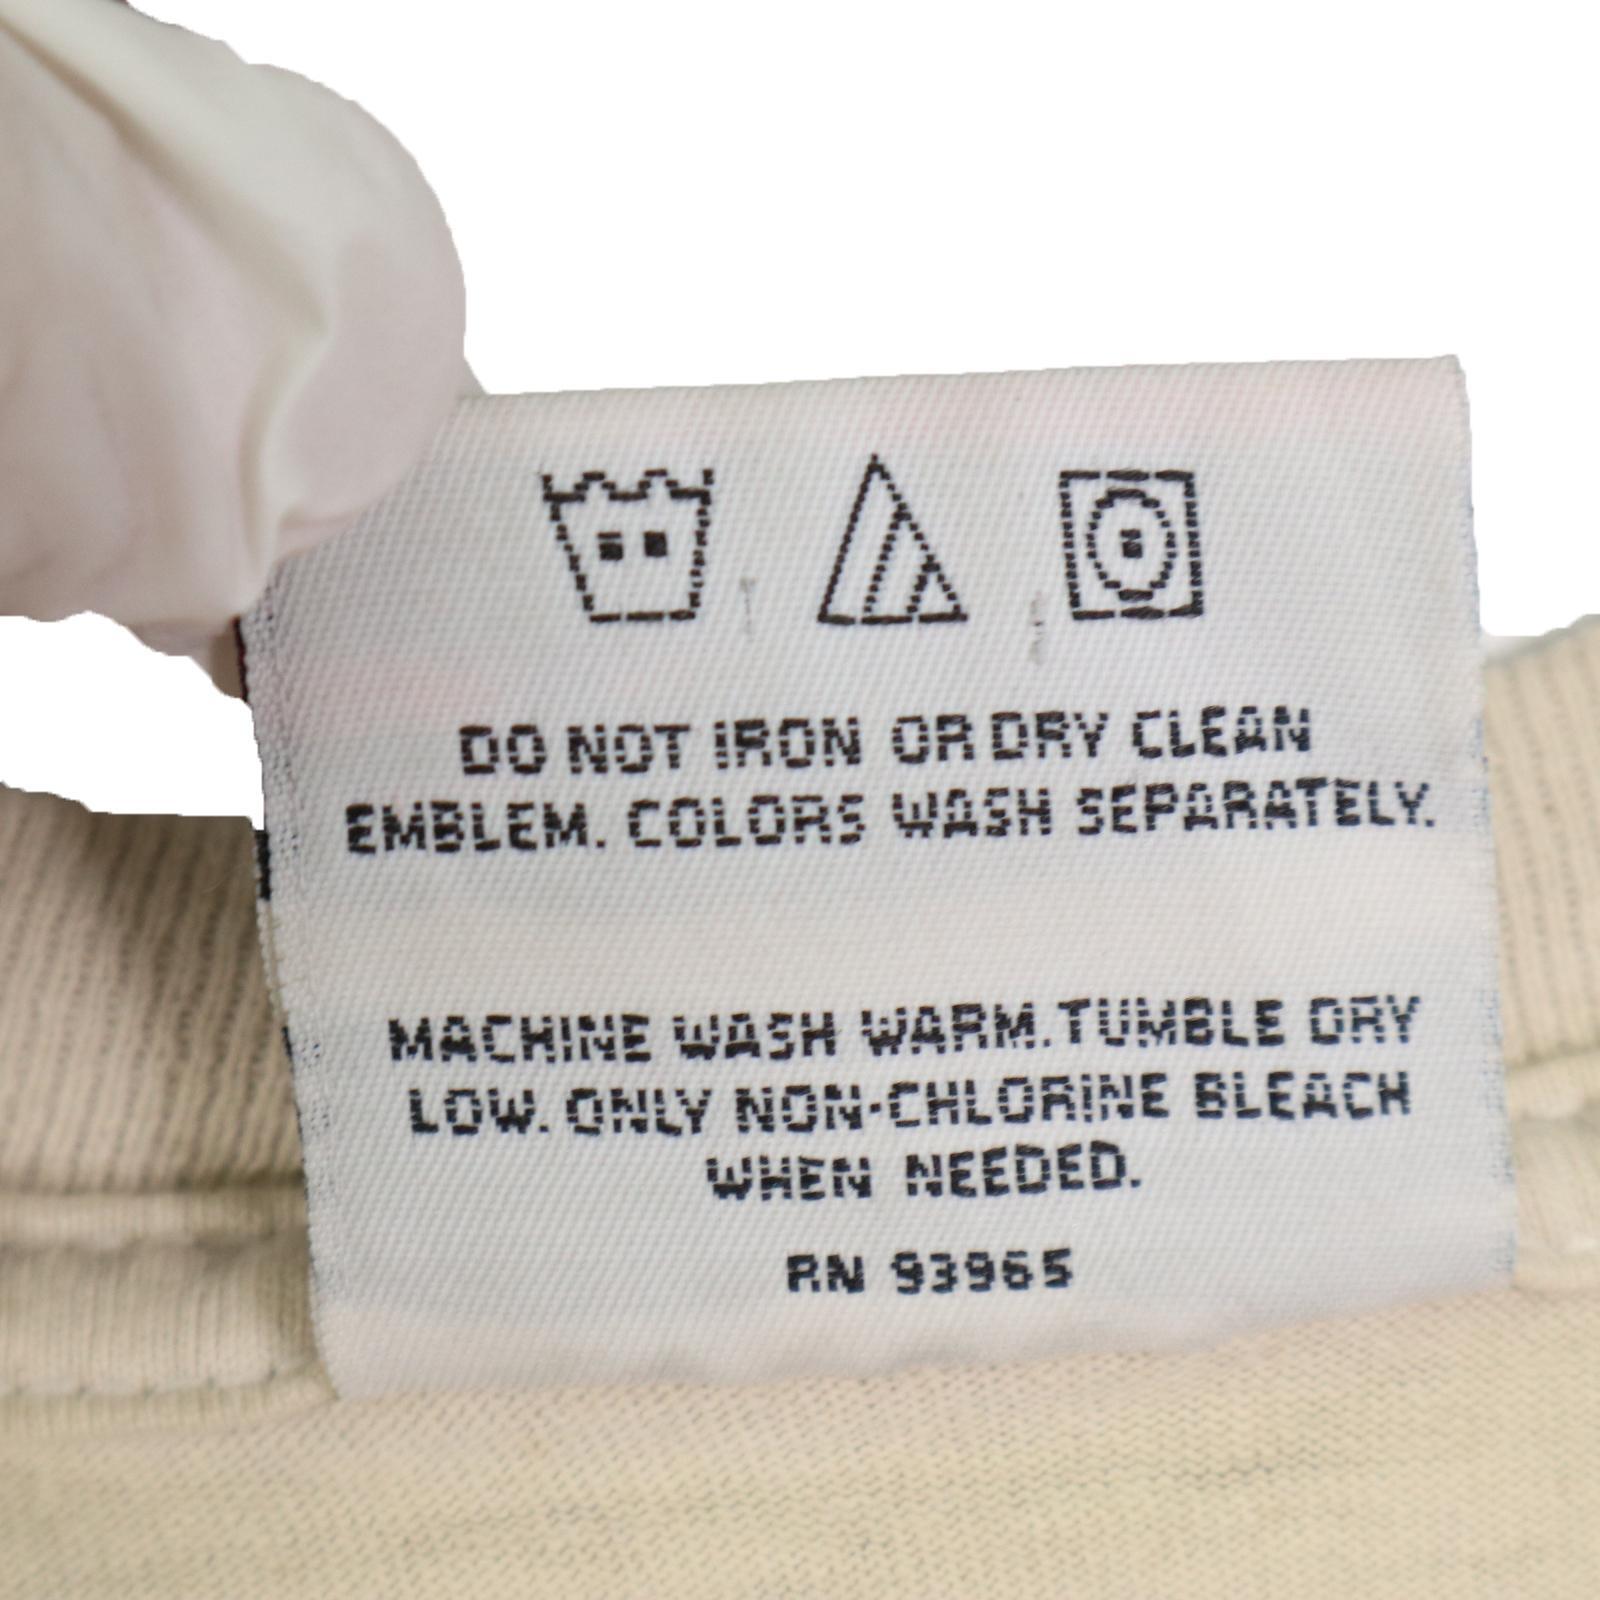 DO NOT IRON OR DRY CLEAN
EMBLEM. COLORS WASH SEPARATELY.
MACHINE WASH WARM. TUMBLE DRY
LOW. ONLY NON-CHLORINE BLEACH
WHEN NEEDED.
RN 93965